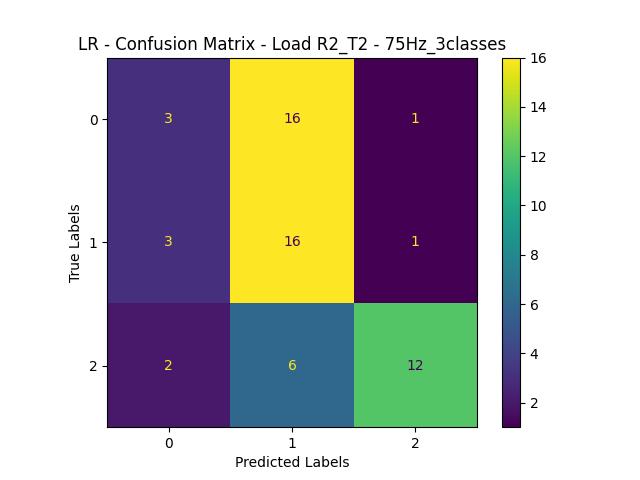 LR - Confusion Matrix - Load R2_T2 - 75Hz_3classes
True Labels
0 3 16 1
1 3 16 1
2 2 6 12
0 1 2
Predicted Labels
16
14
12
10
8
6
4
2